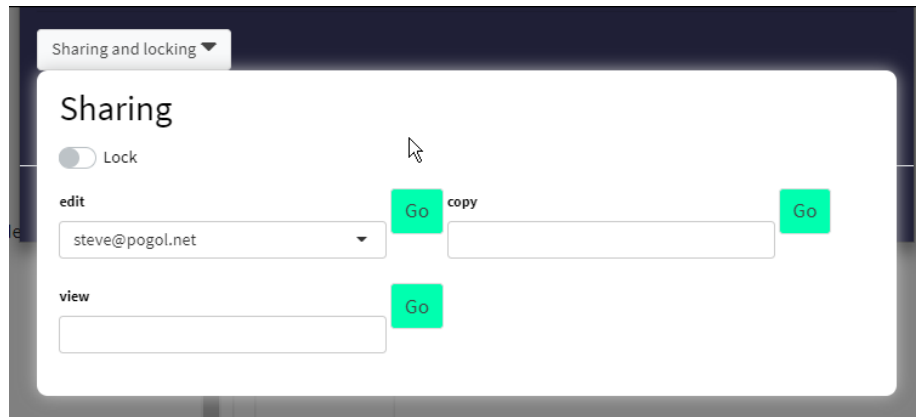 Sharing and locking
Sharing
Lock
edit
Go
copy
Go
steve@pogol.net
view
Go